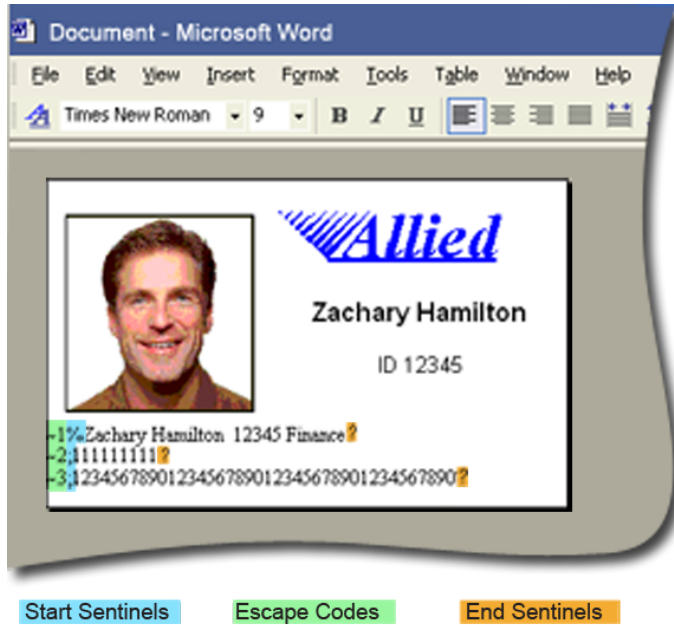 Document - Microsoft Word
File Edit View Insert Format Tools Table Window Help
Times New Roman 9 B I U
Allied
Zachary Hamilton
ID 12345
~1%Zachary Hamilton 12345 Finance?
~2;111111111?
~3;1234567890123456789012345678901234567890?
Start Sentinels Escape Codes End Sentinels